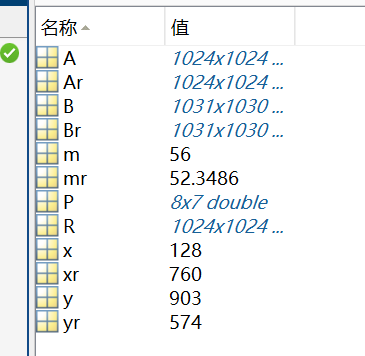 名称 值
A 1024x1024 ...
Ar 1024x1024 ...
B 1031x1030 ...
Br 1031x1030 ...
m 56
mr 52.3486
P 8x7 double
R 1024x1024 ...
x 128
xr 760
y 903
yr 574